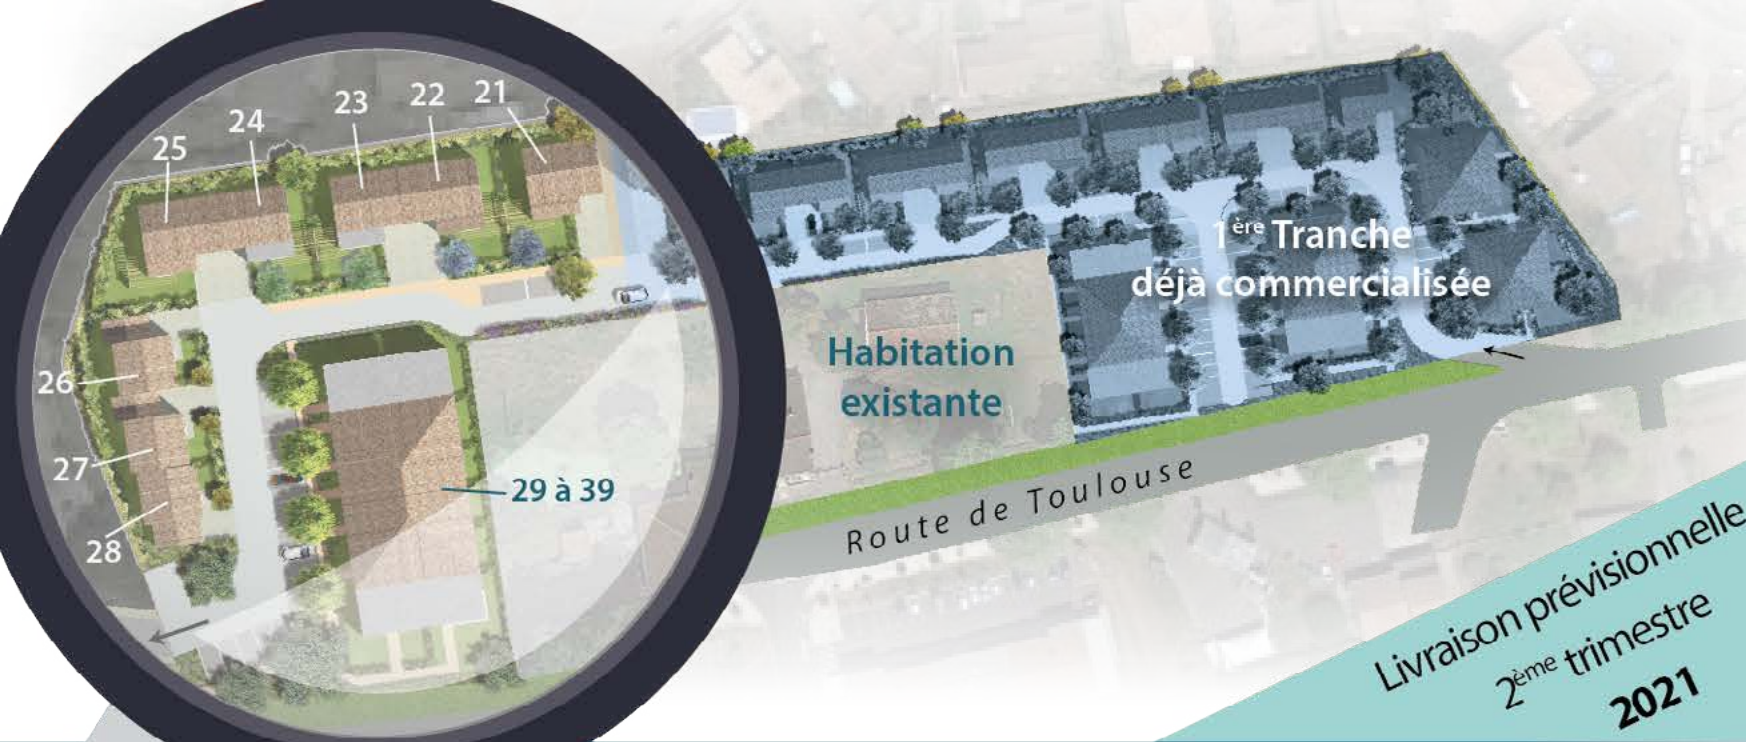 21
22
23
24
25
26
27
28
29 à 39
1ère Tranche
déjà commercialisée
Habitation
existante
Route de Toulouse
Livraison prévisionnelle
2ème trimestre
2021